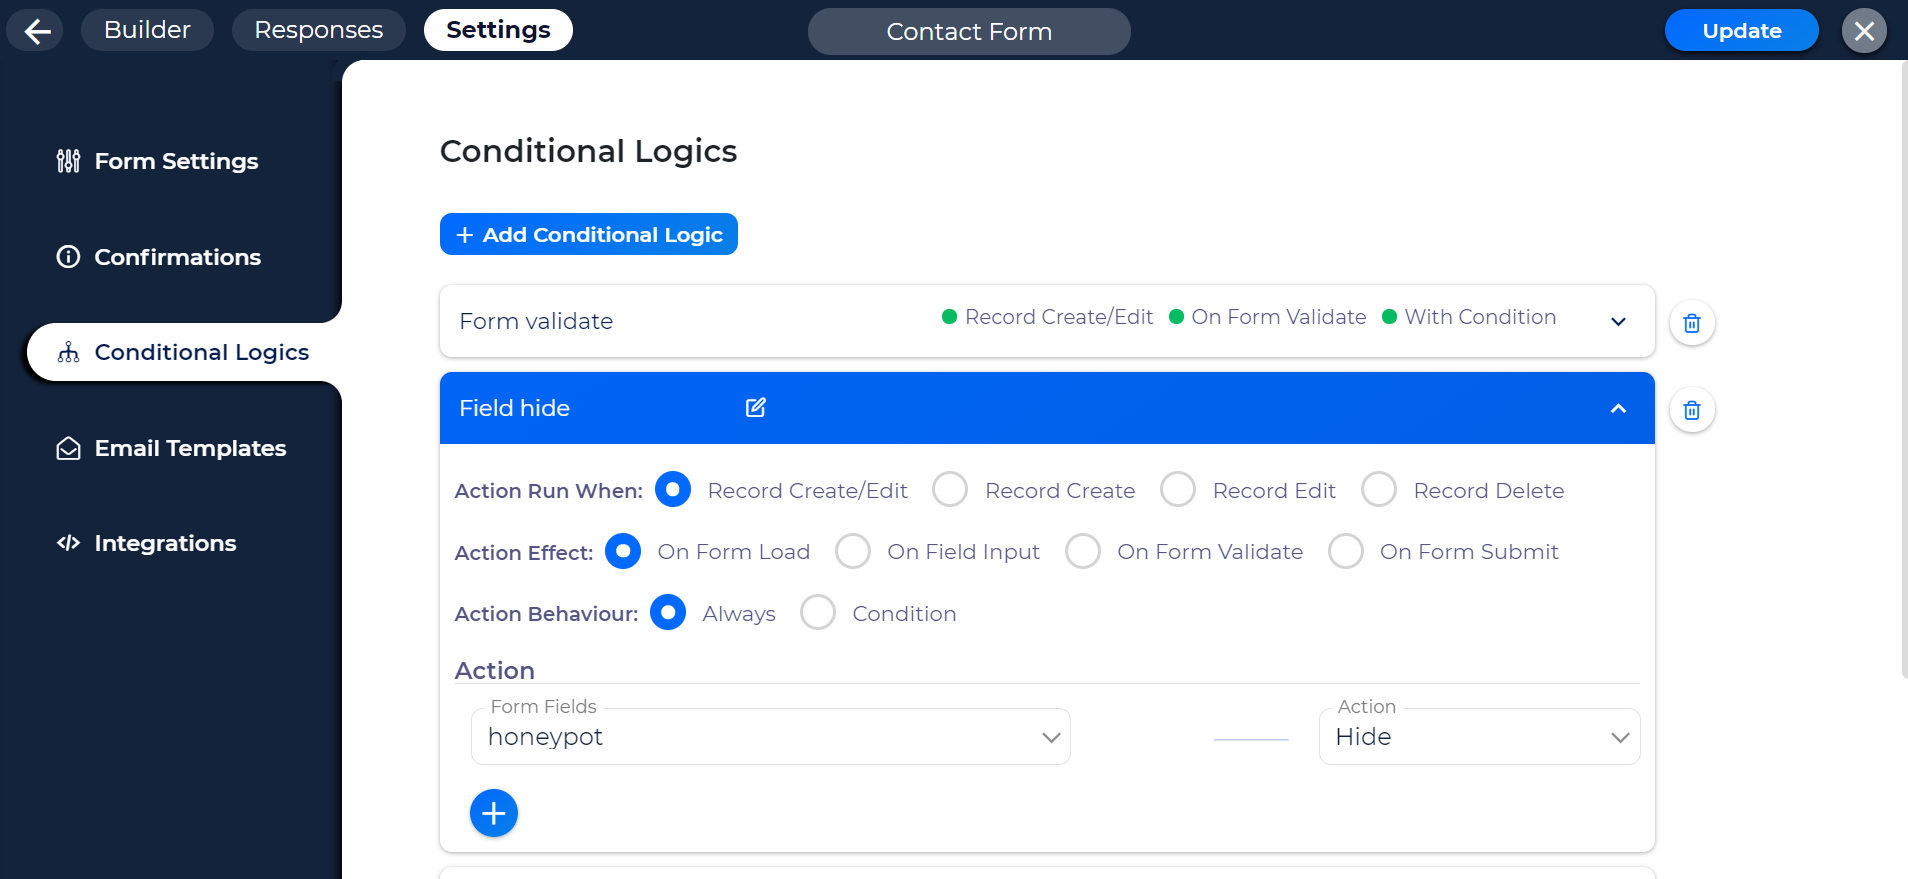 Builder
Responses
Settings
Contact Form
Update
Form Settings
Confirmations
Conditional Logics
Email Templates
Integrations
Conditional Logics
+ Add Conditional Logic
Form validate
Record Create/Edit
On Form Validate
With Condition
Field hide
Action Run When: Record Create/Edit Record Create Record Edit Record Delete
Action Effect: On Form Load On Field Input On Form Validate On Form Submit
Action Behaviour: Always Condition
Action
Form Fields
honeypot
Action
Hide